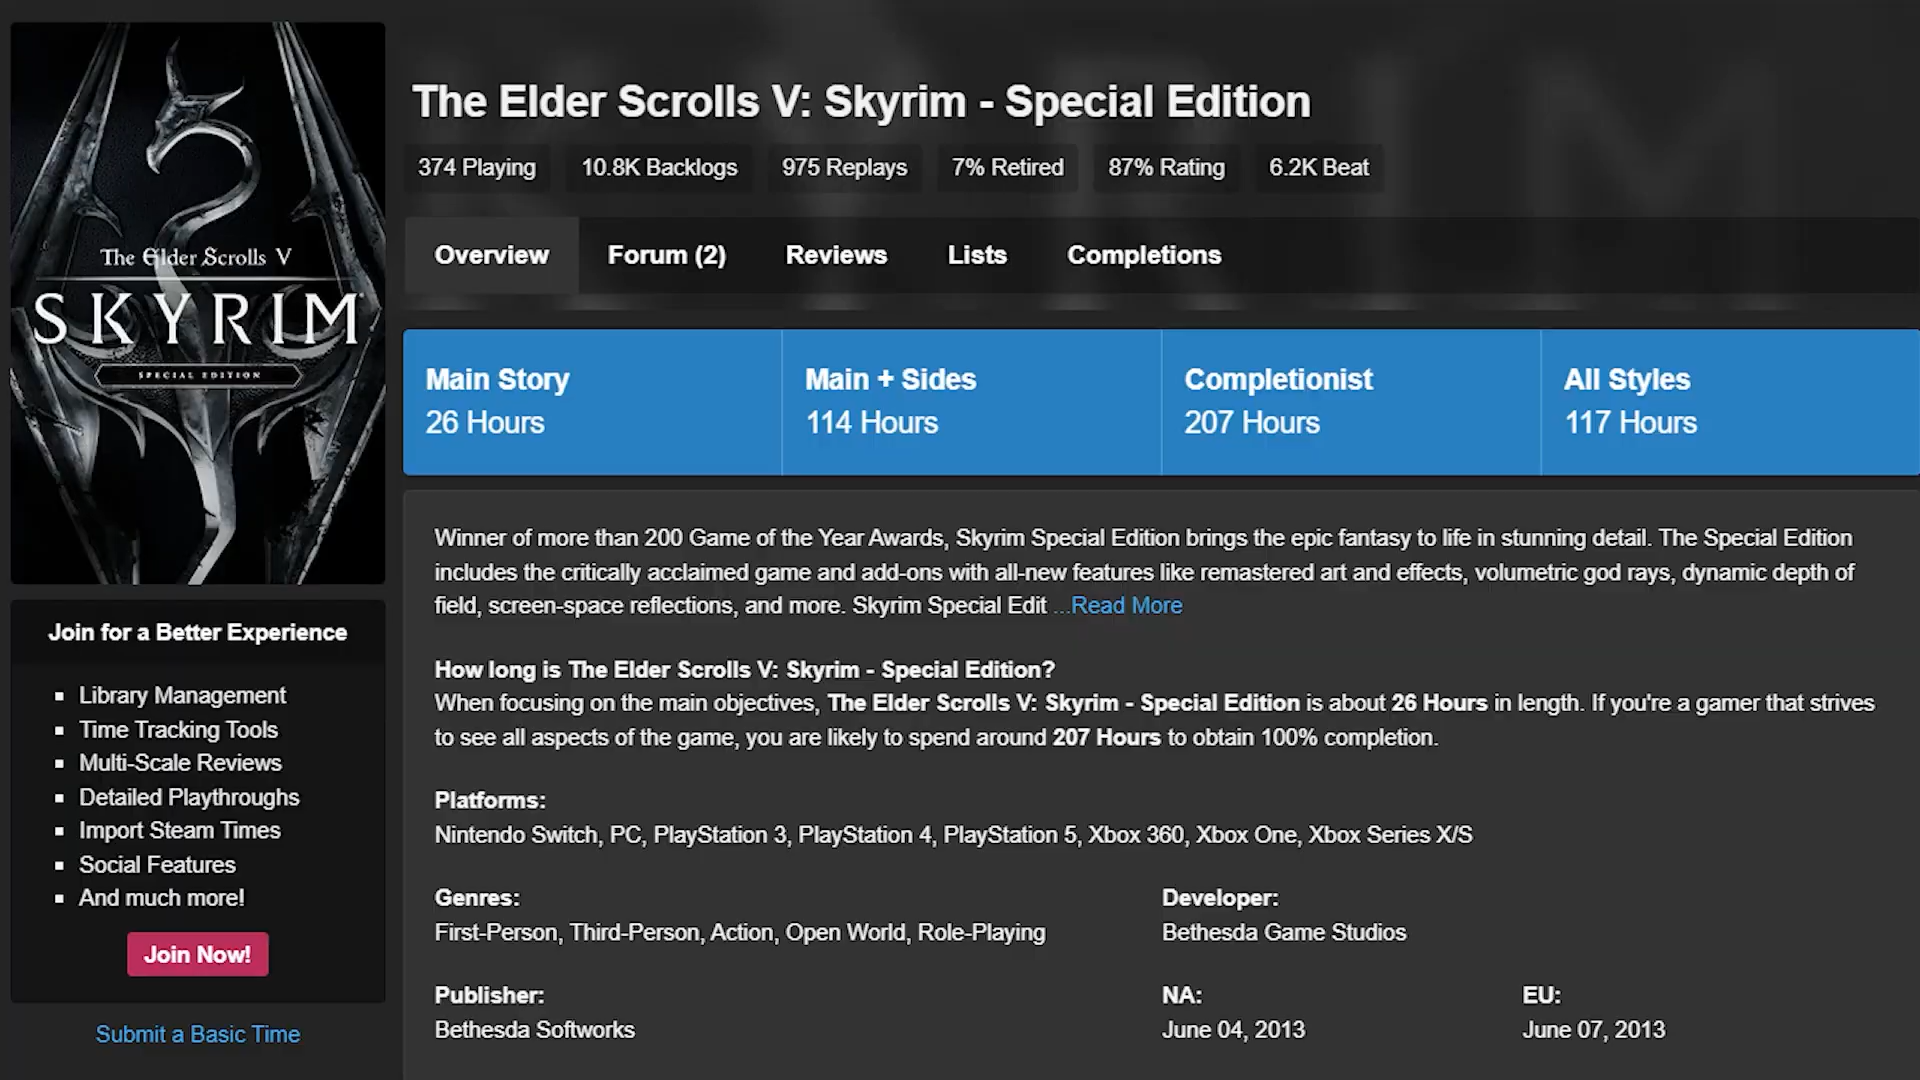 The Elder Scrolls V
SKYRIM
SPECIAL EDITION
The Elder Scrolls V: Skyrim - Special Edition
374 Playing 10.8K Backlogs 975 Replays 7% Retired 87% Rating 6.2K Beat
Overview Forum (2) Reviews Lists Completions
Main Story Main + Sides Completionist All Styles
26 Hours 114 Hours 207 Hours 117 Hours
Winner of more than 200 Game of the Year Awards, Skyrim Special Edition brings the epic fantasy to life in stunning detail. The Special Edition
includes the critically acclaimed game and add-ons with all-new features like remastered art and effects, volumetric god rays, dynamic depth of
field, screen-space reflections, and more. Skyrim Special Edit ...Read More
How long is The Elder Scrolls V: Skyrim - Special Edition?
When focusing on the main objectives, The Elder Scrolls V: Skyrim - Special Edition is about 26 Hours in length. If you're a gamer that strives
to see all aspects of the game, you are likely to spend around 207 Hours to obtain 100% completion.
Platforms:
Nintendo Switch, PC, PlayStation 3, PlayStation 4, PlayStation 5, Xbox 360, Xbox One, Xbox Series X/S
Genres: Developer:
First-Person, Third-Person, Action, Open World, Role-Playing Bethesda Game Studios
Publisher: NA: EU:
Bethesda Softworks June 04, 2013 June 07, 2013
Join for a Better Experience
Library Management
Time Tracking Tools
Multi-Scale Reviews
Detailed Playthroughs
Import Steam Times
Social Features
And much more!
Join Now!
Submit a Basic Time